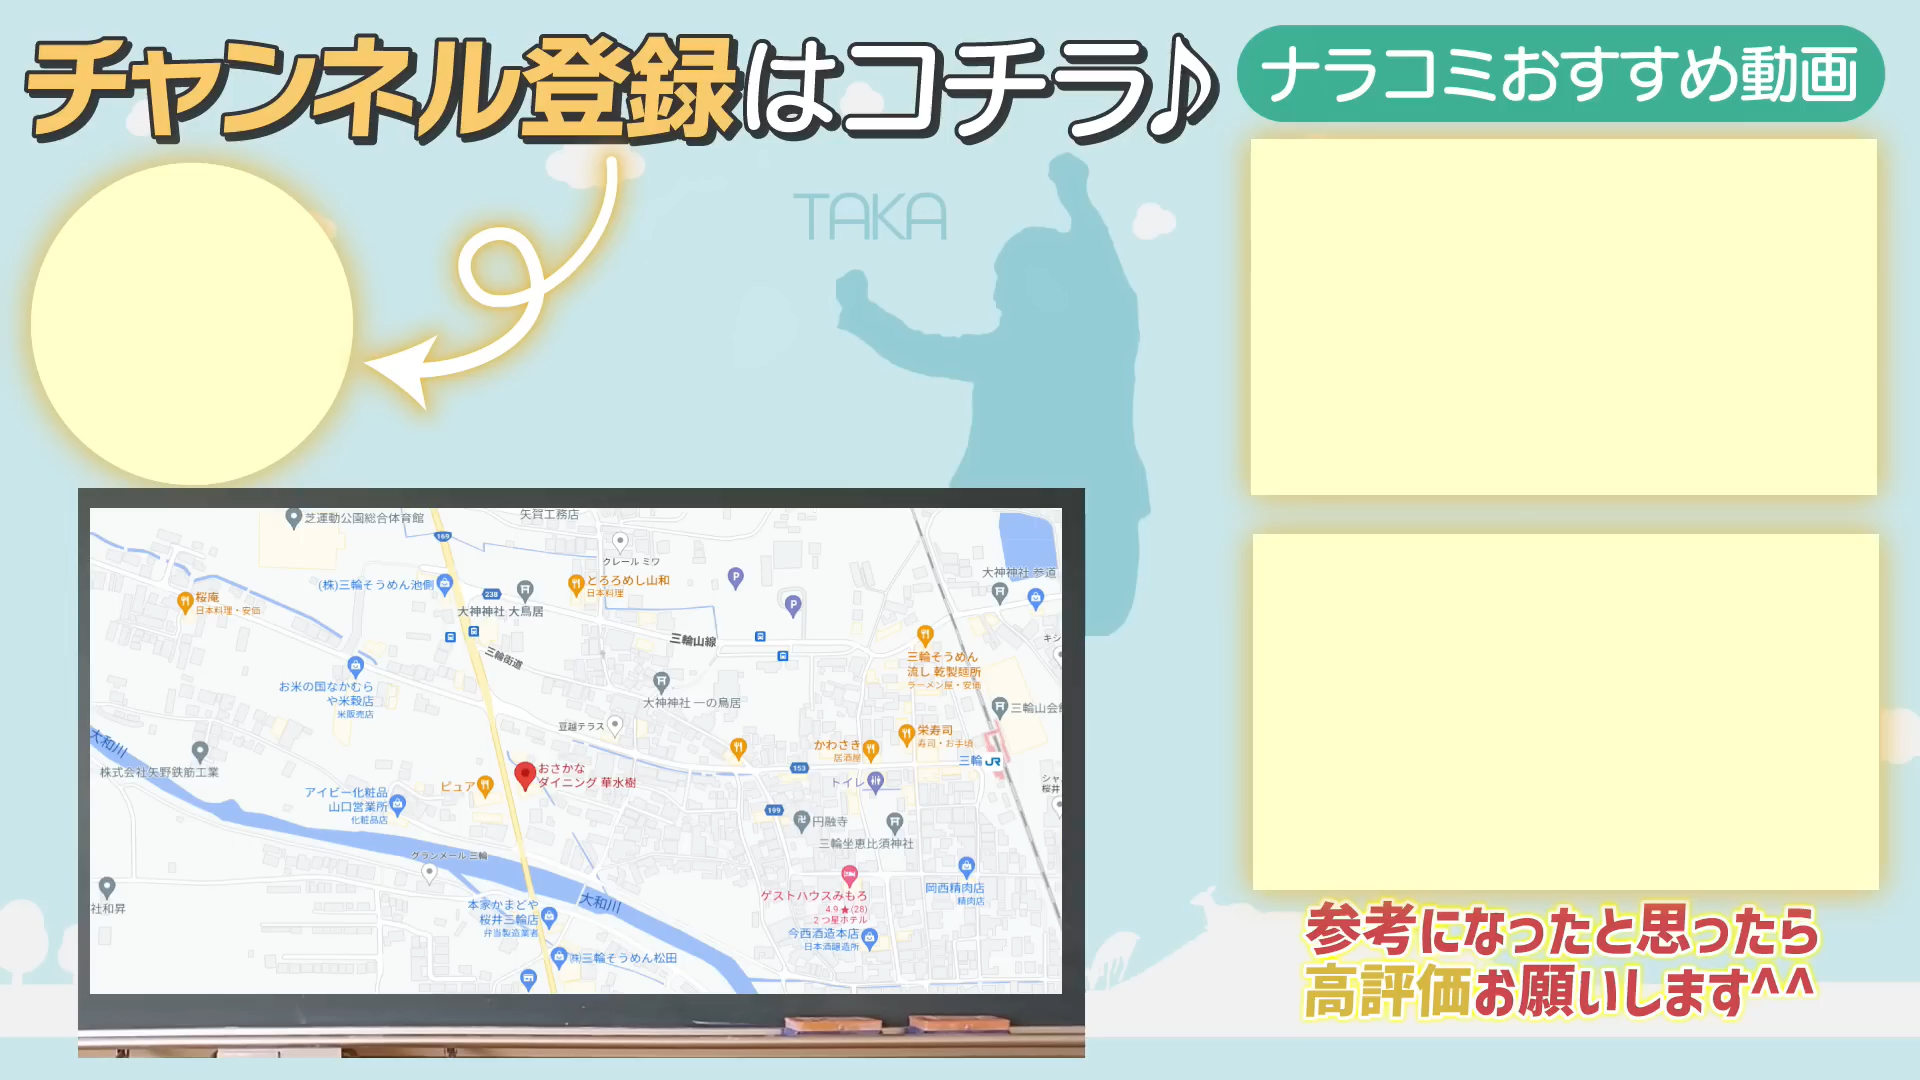 チャンネル登録はコチラ♪
ナラコミおすすめ動画
TAKA
芝運動公園総合体育館
矢賀工務店
169
クレール ミワ
(株)三輪そうめん池側
238
とろろめし山和
日本料理
P
大神神社 参道
桜庵
日本料理・安価
大神神社 大鳥居
P
三輪山線
三輪街道
キシ
三輪そうめん
流し 乾製麺所
ラーメン屋・安価
お米の国なかむら
や米穀店
米販売店
大神神社 一の鳥居
三輪山会館
豆越テラス
栄寿司
寿司・お手頃
大和川
かわさき
居酒屋
三輪 JR
株式会社矢野鉄筋工業
おさかな
ダイニング 華水樹
153
トイレ
シャ
桜井
ピュア
アイビー化粧品
山口営業所
化粧品店
199
円融寺
三輪坐恵比須神社
グランメール 三輪
ゲストハウスみもろ
4.9★(28)
2 つ星ホテル
岡西精肉店
精肉店
社和昇
本家かまどや
桜井三輪店
弁当製造業者
大和川
今西酒造本店
日本酒醸造所
㈱三輪そうめん松田
参考になったと思ったら
高評価お願いします^^